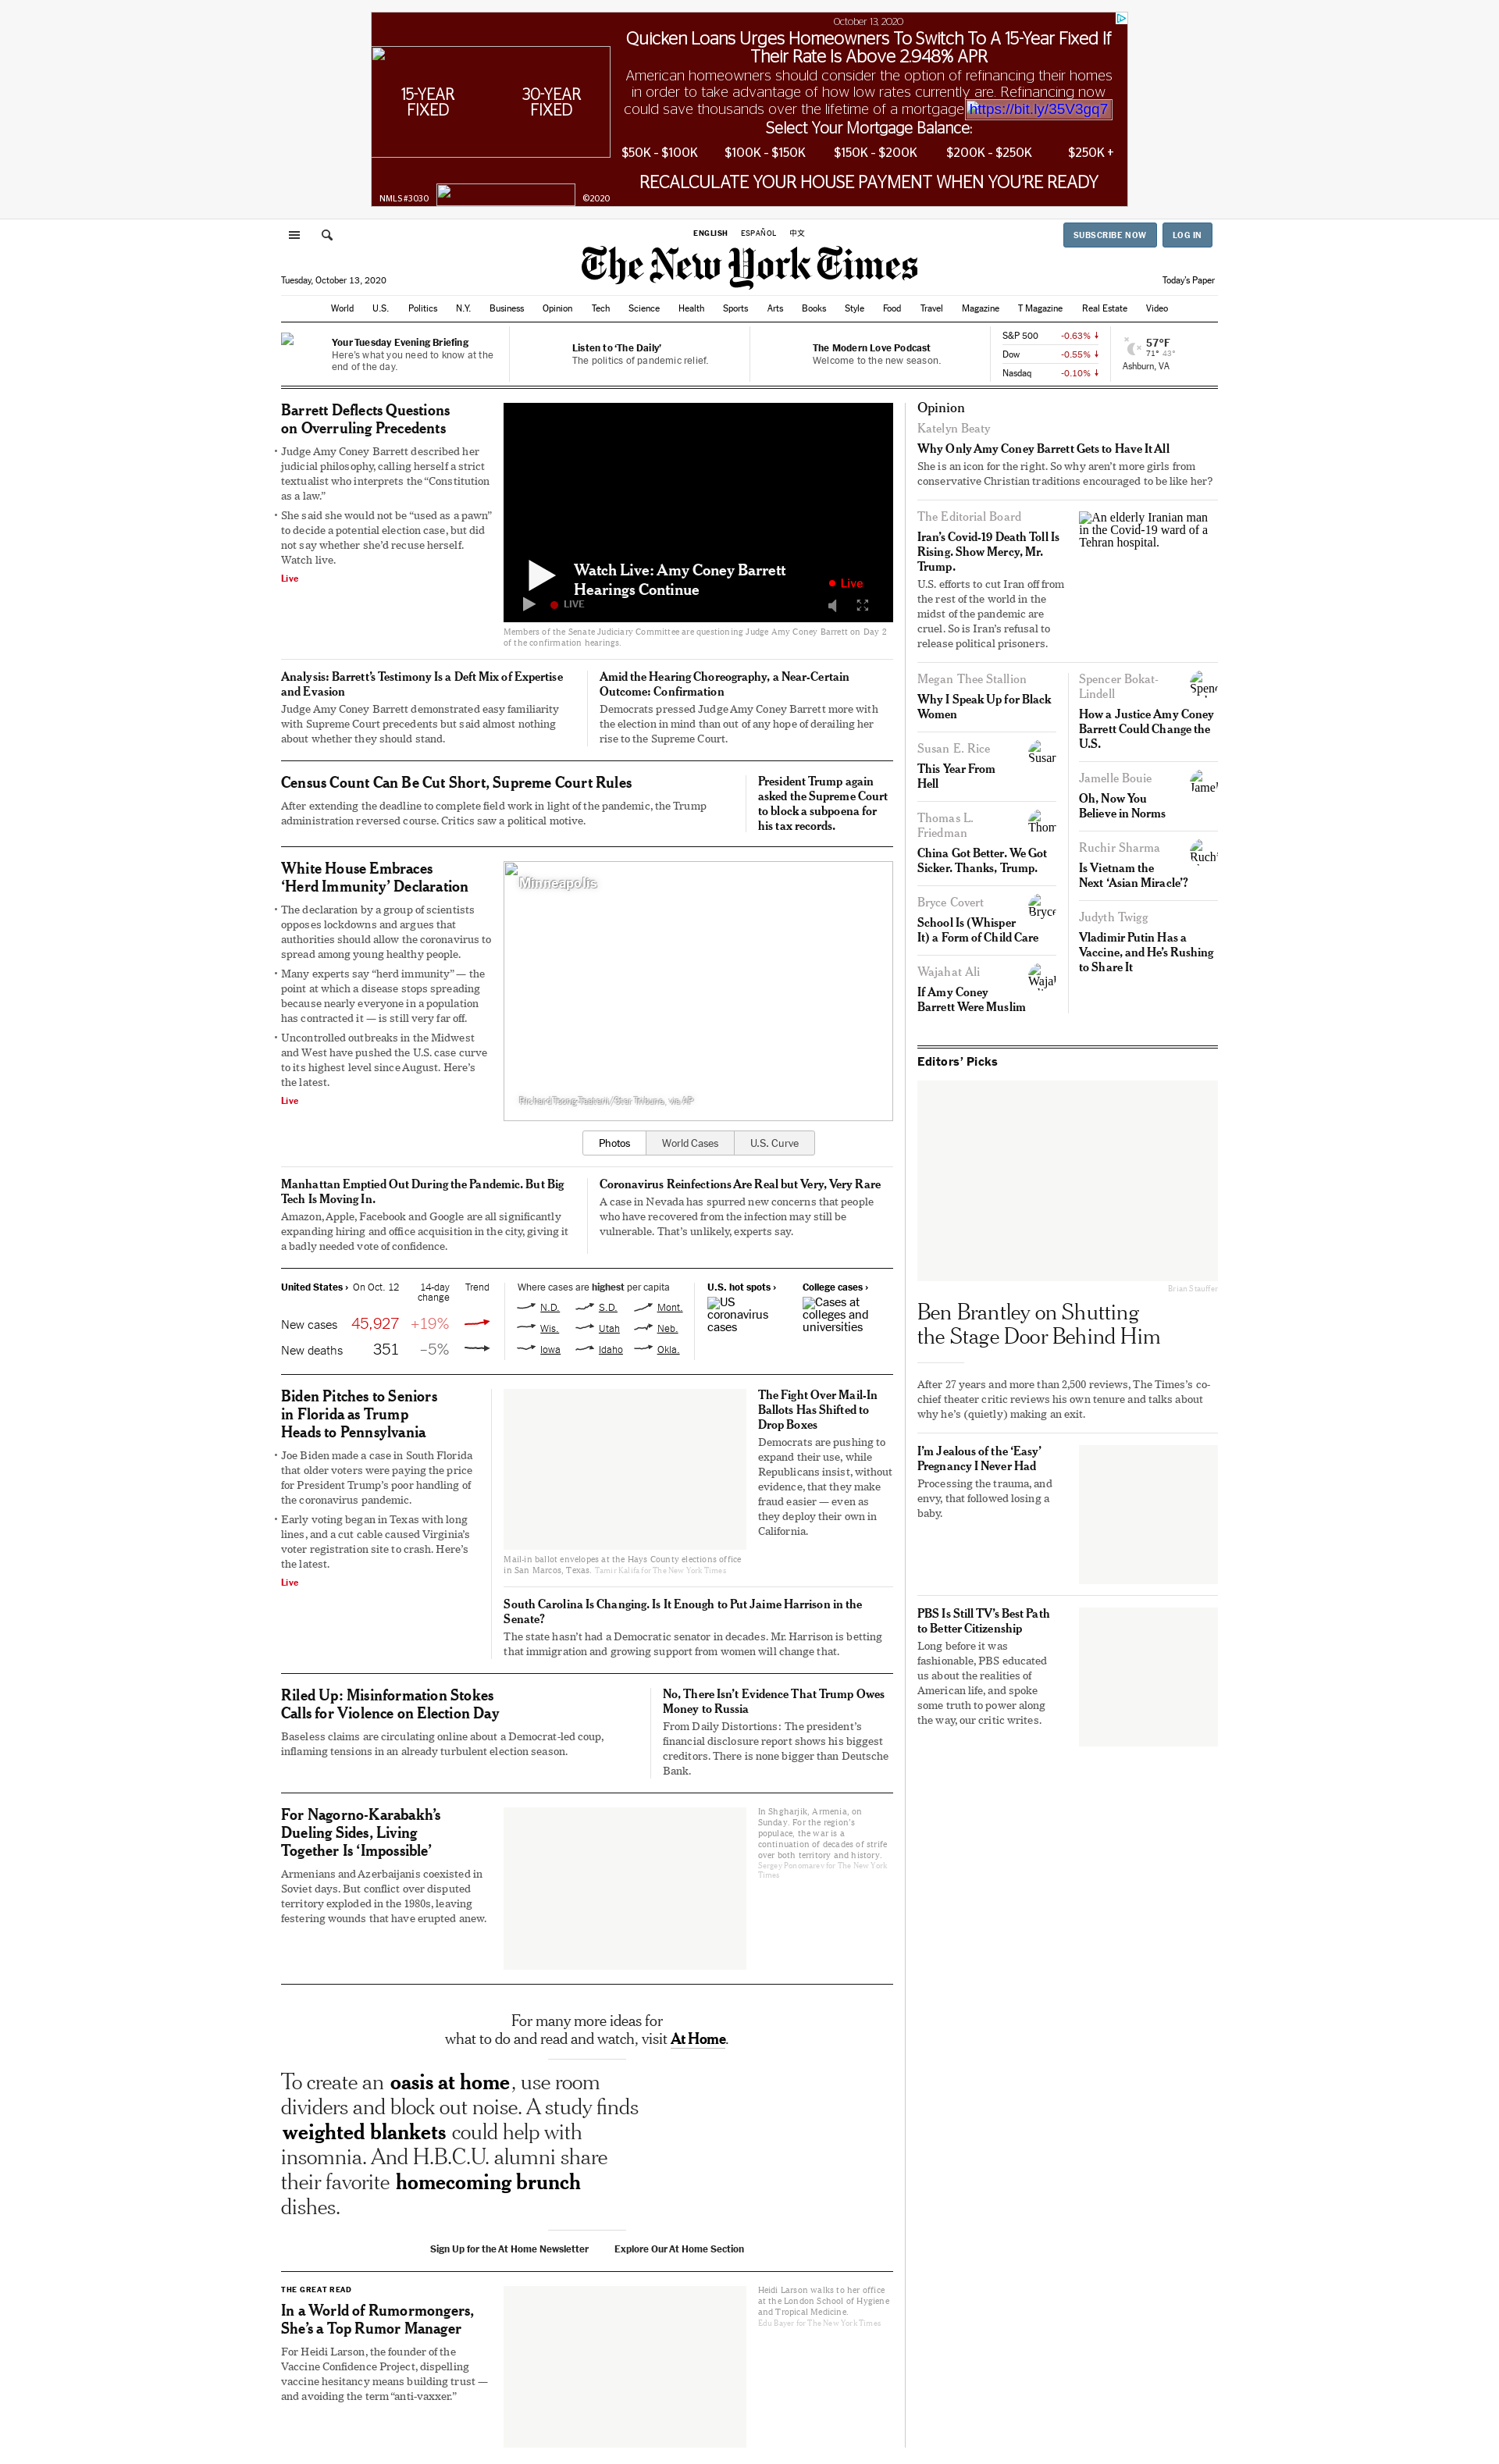 October 13, 2020
Quicken Loans Urges Homeowners To Switch To A 15-Year Fixed If
Their Rate Is Above 2.948% APR
American homeowners should consider the option of refinancing their homes
in order to take advantage of how low rates currently are. Refinancing now
could save thousands over the lifetime of a mortgage
https://bit.ly/35V3gq7
15-YEAR
FIXED
30-YEAR
FIXED
Select Your Mortgage Balance:
$50K - $100K
$100K - $150K
$150K - $200K
$200K - $250K
$250K +
RECALCULATE YOUR HOUSE PAYMENT WHEN YOU'RE READY
NMLS#3030
©2020
ENGLISH
ESPAÑOL
中文
SUBSCRIBE NOW
LOG IN
The New York Times
Tuesday, October 13, 2020
Today's Paper
World
U.S.
Politics
N.Y.
Business
Opinion
Tech
Science
Health
Sports
Arts
Books
Style
Food
Travel
Magazine
T Magazine
Real Estate
Video
Your Tuesday Evening Briefing
Here's what you need to know at the
end of the day.
Listen to 'The Daily'
The politics of pandemic relief.
The Modern Love Podcast
Welcome to the new season.
S&P 500 -0.63% ↓
Dow -0.55% ↓
Nasdaq -0.10% ↓
57°F
71° 43°
Ashburn, VA
Barrett Deflects Questions
on Overruling Precedents
Judge Amy Coney Barrett described her
judicial philosophy, calling herself a strict
textualist who interprets the “Constitution
as a law.”
She said she would not be “used as a pawn”
to decide a potential election case, but did
not say whether she'd recuse herself.
Watch live.
Live
Watch Live: Amy Coney Barrett
Hearings Continue
Live
LIVE
Members of the Senate Judiciary Committee are questioning Judge Amy Coney Barrett on Day 2
of the confirmation hearings.
Analysis: Barrett's Testimony Is a Deft Mix of Expertise
and Evasion
Judge Amy Coney Barrett demonstrated easy familiarity
with Supreme Court precedents but said almost nothing
about whether they should stand.
Amid the Hearing Choreography, a Near-Certain
Outcome: Confirmation
Democrats pressed Judge Amy Coney Barrett more with
the election in mind than out of any hope of derailing her
rise to the Supreme Court.
Census Count Can Be Cut Short, Supreme Court Rules
After extending the deadline to complete field work in light of the pandemic, the Trump
administration reversed course. Critics saw a political motive.
President Trump again
asked the Supreme Court
to block a subpoena for
his tax records.
White House Embraces
‘Herd Immunity’ Declaration
The declaration by a group of scientists
opposes lockdowns and argues that
authorities should allow the coronavirus to
spread among young healthy people.
Many experts say “herd immunity” — the
point at which a disease stops spreading
because nearly everyone in a population
has contracted it — is still very far off.
Uncontrolled outbreaks in the Midwest
and West have pushed the U.S. case curve
to its highest level since August. Here's
the latest.
Live
Minneapolis
Richard Tsong-Taatarii/Star Tribune, via AP
Photos
World Cases
U.S. Curve
Manhattan Emptied Out During the Pandemic. But Big
Tech Is Moving In.
Amazon, Apple, Facebook and Google are all significantly
expanding hiring and office acquisition in the city, giving it
a badly needed vote of confidence.
Coronavirus Reinfections Are Real but Very, Very Rare
A case in Nevada has spurred new concerns that people
who have recovered from the infection may still be
vulnerable. That's unlikely, experts say.
United States › On Oct. 12 14-day
change Trend
New cases 45,927 +19%
New deaths 351 –5%
Where cases are highest per capita
N.D. S.D. Mont.
Wis. Utah Neb.
Iowa Idaho Okla.
U.S. hot spots ›
US
coronavirus
cases
College cases ›
Cases at
colleges and
universities
Biden Pitches to Seniors
in Florida as Trump
Heads to Pennsylvania
Joe Biden made a case in South Florida
that older voters were paying the price
for President Trump's poor handling of
the coronavirus pandemic.
Early voting began in Texas with long
lines, and a cut cable caused Virginia's
voter registration site to crash. Here's
the latest.
Live
Mail-in ballot envelopes at the Hays County elections office
in San Marcos, Texas. Tamir Kalifa for The New York Times
The Fight Over Mail-In
Ballots Has Shifted to
Drop Boxes
Democrats are pushing to
expand their use, while
Republicans insist, without
evidence, that they make
fraud easier — even as
they deploy their own in
California.
South Carolina Is Changing. Is It Enough to Put Jaime Harrison in the
Senate?
The state hasn't had a Democratic senator in decades. Mr. Harrison is betting
that immigration and growing support from women will change that.
Riled Up: Misinformation Stokes
Calls for Violence on Election Day
Baseless claims are circulating online about a Democrat-led coup,
inflaming tensions in an already turbulent election season.
No, There Isn't Evidence That Trump Owes
Money to Russia
From Daily Distortions: The president's
financial disclosure report shows his biggest
creditors. There is none bigger than Deutsche
Bank.
For Nagorno-Karabakh's
Dueling Sides, Living
Together Is ‘Impossible’
Armenians and Azerbaijanis coexisted in
Soviet days. But conflict over disputed
territory exploded in the 1980s, leaving
festering wounds that have erupted anew.
In Shgharjik, Armenia, on
Sunday. For the region's
populace, the war is a
continuation of decades of strife
over both territory and history.
Sergey Ponomarev for The New York
Times
For many more ideas for
what to do and read and watch, visit At Home.
To create an oasis at home, use room
dividers and block out noise. A study finds
weighted blankets could help with
insomnia. And H.B.C.U. alumni share
their favorite homecoming brunch
dishes.
Sign Up for the At Home Newsletter
Explore Our At Home Section
THE GREAT READ
In a World of Rumormongers,
She's a Top Rumor Manager
For Heidi Larson, the founder of the
Vaccine Confidence Project, dispelling
vaccine hesitancy means building trust —
and avoiding the term “anti-vaxxer.”
Heidi Larson walks to her office
at the London School of Hygiene
and Tropical Medicine.
Edu Bayer for The New York Times
Opinion
Katelyn Beaty
Why Only Amy Coney Barrett Gets to Have It All
She is an icon for the right. So why aren't more girls from
conservative Christian traditions encouraged to be like her?
The Editorial Board
Iran's Covid-19 Death Toll Is
Rising. Show Mercy, Mr.
Trump.
U.S. efforts to cut Iran off from
the rest of the world in the
midst of the pandemic are
cruel. So is Iran's refusal to
release political prisoners.
An elderly Iranian man
in the Covid-19 ward of a
Tehran hospital.
Megan Thee Stallion
Why I Speak Up for Black
Women
Susan E. Rice
Susan
This Year From
Hell
Thomas L.
Friedman
Thom
China Got Better. We Got
Sicker. Thanks, Trump.
Bryce Covert
Bryce
School Is (Whisper
It) a Form of Child Care
Wajahat Ali
Wajah
If Amy Coney
Barrett Were Muslim
Spencer Bokat-
Lindell
Spenc
How a Justice Amy Coney
Barrett Could Change the
U.S.
Jamelle Bouie
Jamel
Oh, Now You
Believe in Norms
Ruchir Sharma
Ruchi
Is Vietnam the
Next ‘Asian Miracle’?
Judyth Twigg
Vladimir Putin Has a
Vaccine, and He's Rushing
to Share It
Editors' Picks
Brian Stauffer
Ben Brantley on Shutting
the Stage Door Behind Him
After 27 years and more than 2,500 reviews, The Times's co-
chief theater critic reviews his own tenure and talks about
why he's (quietly) making an exit.
I'm Jealous of the ‘Easy’
Pregnancy I Never Had
Processing the trauma, and
envy, that followed losing a
baby.
PBS Is Still TV's Best Path
to Better Citizenship
Long before it was
fashionable, PBS educated
us about the realities of
American life, and spoke
some truth to power along
the way, our critic writes.